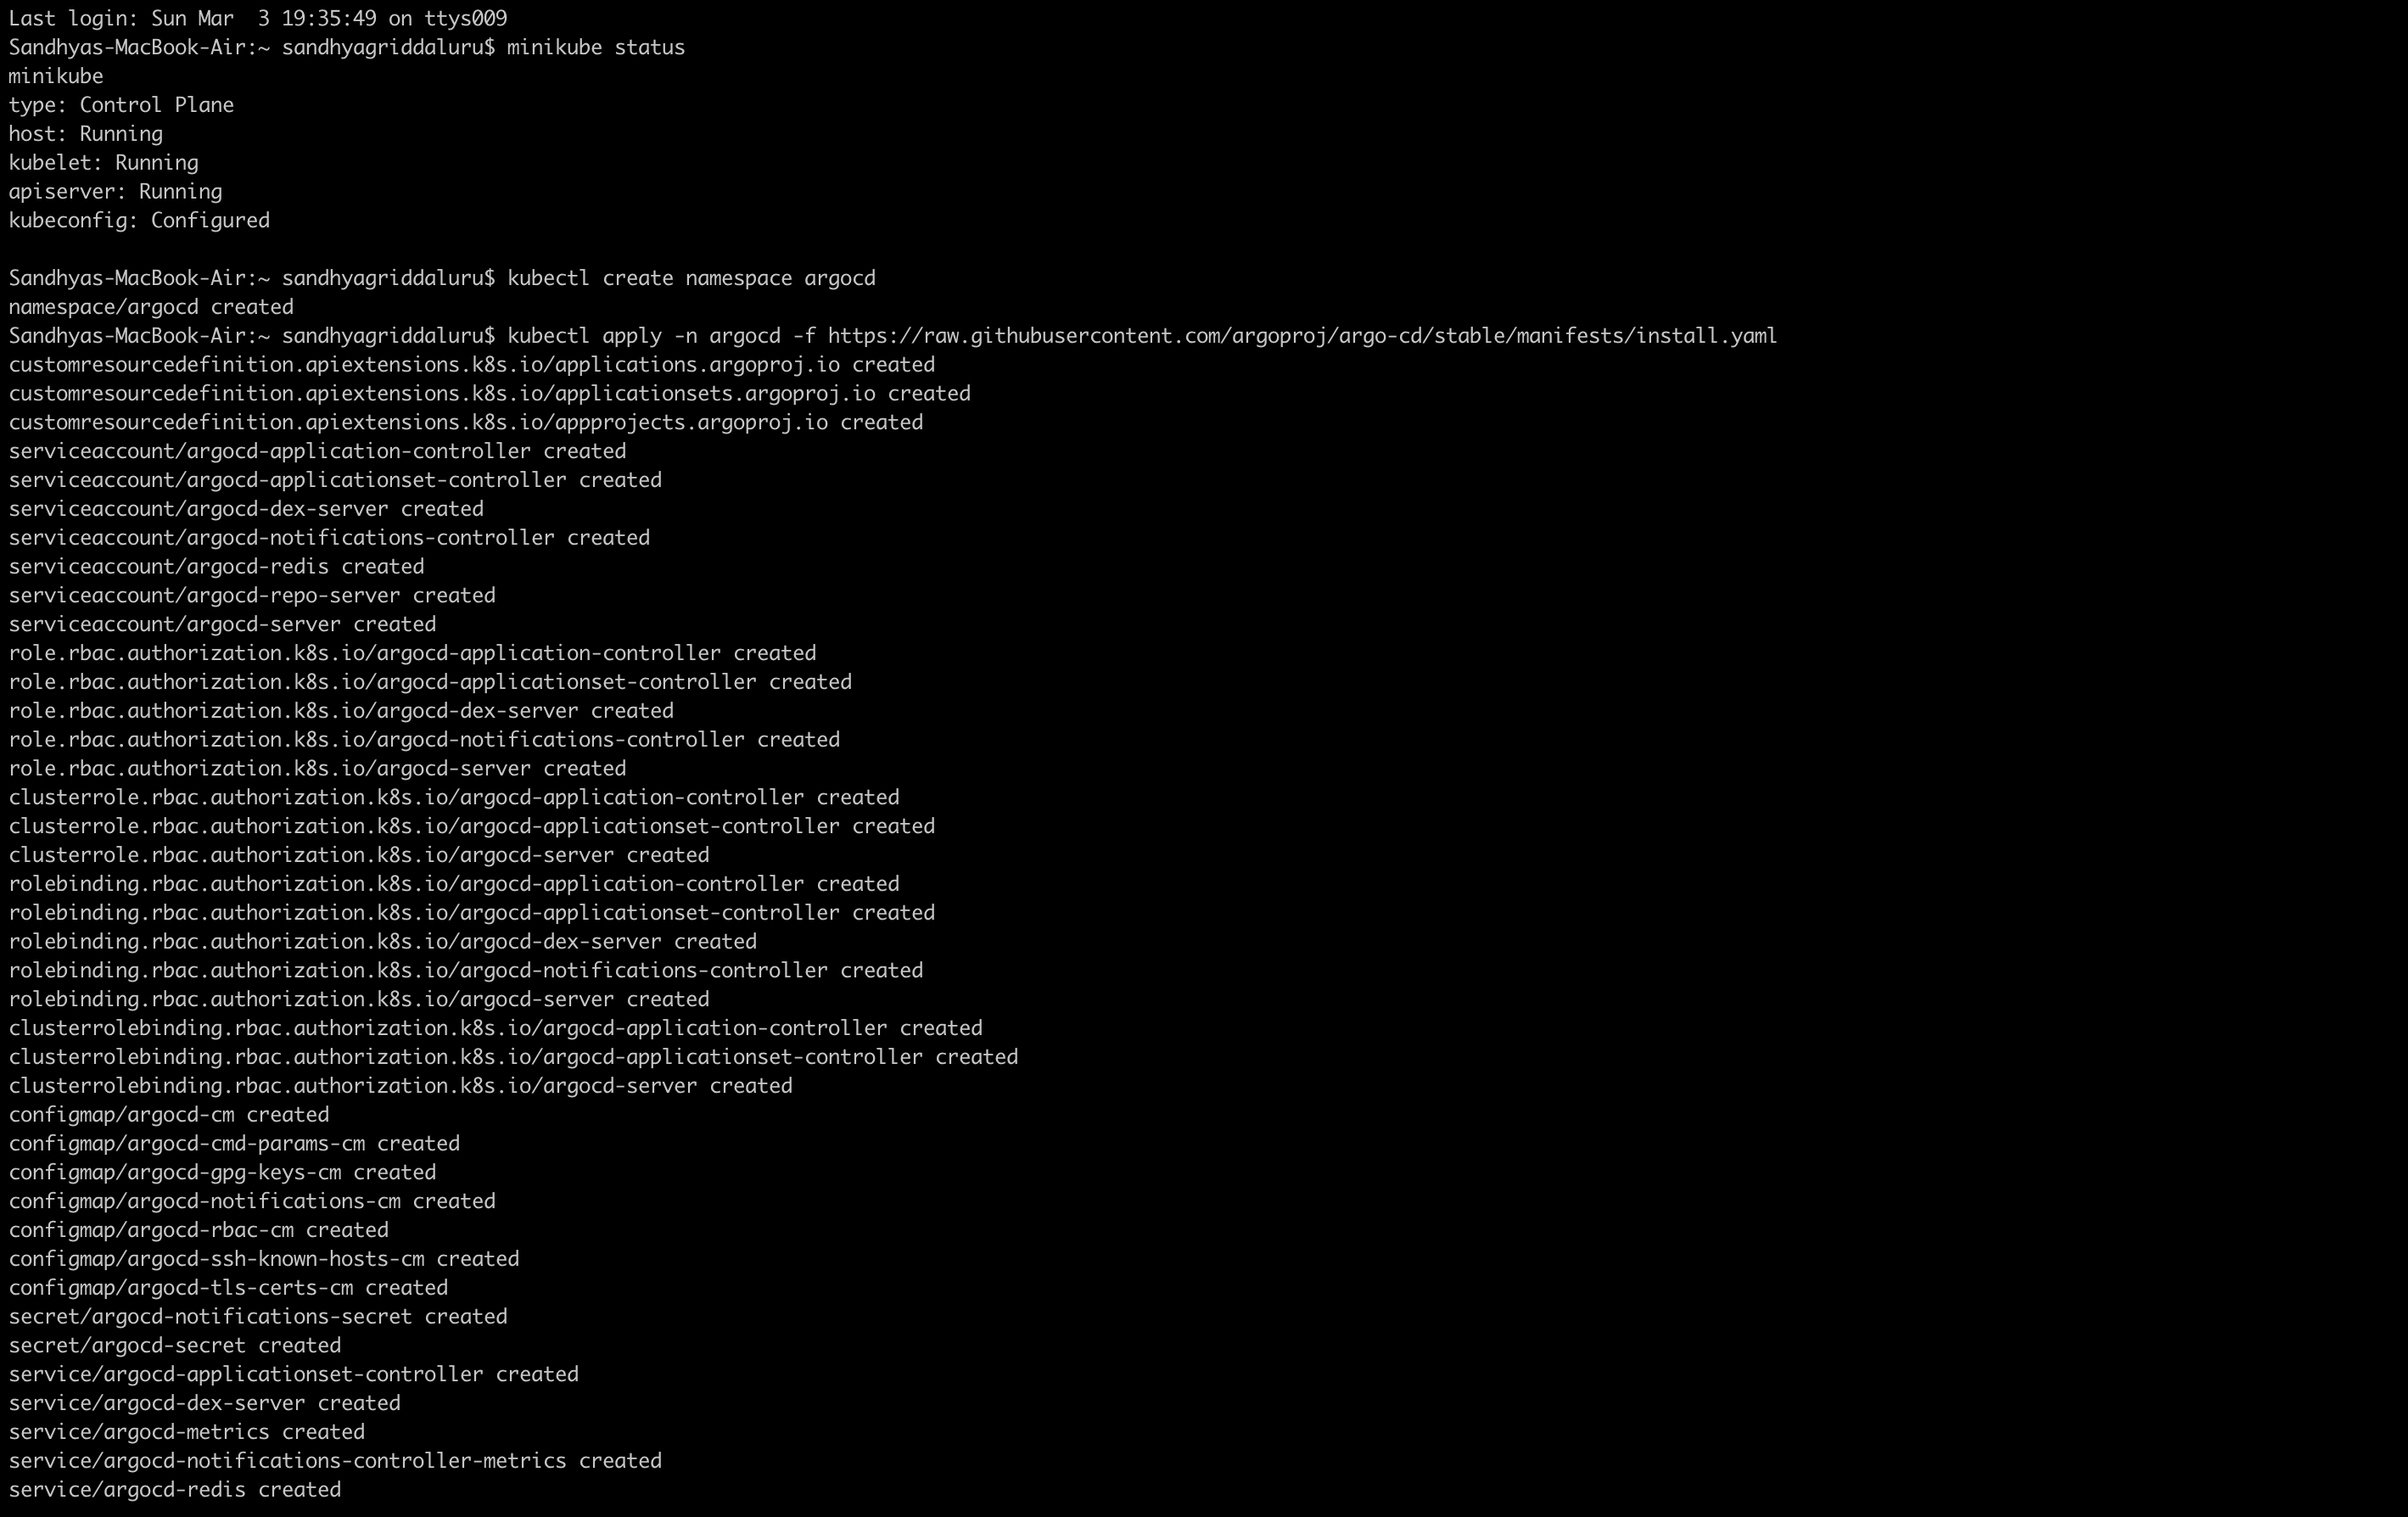 Last login: Sun Mar  3 19:35:49 on ttys009
Sandhyas-MacBook-Air:~ sandhyagriddaluru$ minikube status
minikube
type: Control Plane
host: Running
kubelet: Running
apiserver: Running
kubeconfig: Configured

Sandhyas-MacBook-Air:~ sandhyagriddaluru$ kubectl create namespace argocd
namespace/argocd created
Sandhyas-MacBook-Air:~ sandhyagriddaluru$ kubectl apply -n argocd -f https://raw.githubusercontent.com/argoproj/argo-cd/stable/manifests/install.yaml
customresourcedefinition.apiextensions.k8s.io/applications.argoproj.io created
customresourcedefinition.apiextensions.k8s.io/applicationsets.argoproj.io created
customresourcedefinition.apiextensions.k8s.io/appprojects.argoproj.io created
serviceaccount/argocd-application-controller created
serviceaccount/argocd-applicationset-controller created
serviceaccount/argocd-dex-server created
serviceaccount/argocd-notifications-controller created
serviceaccount/argocd-redis created
serviceaccount/argocd-repo-server created
serviceaccount/argocd-server created
role.rbac.authorization.k8s.io/argocd-application-controller created
role.rbac.authorization.k8s.io/argocd-applicationset-controller created
role.rbac.authorization.k8s.io/argocd-dex-server created
role.rbac.authorization.k8s.io/argocd-notifications-controller created
role.rbac.authorization.k8s.io/argocd-server created
clusterrole.rbac.authorization.k8s.io/argocd-application-controller created
clusterrole.rbac.authorization.k8s.io/argocd-applicationset-controller created
clusterrole.rbac.authorization.k8s.io/argocd-server created
rolebinding.rbac.authorization.k8s.io/argocd-application-controller created
rolebinding.rbac.authorization.k8s.io/argocd-applicationset-controller created
rolebinding.rbac.authorization.k8s.io/argocd-dex-server created
rolebinding.rbac.authorization.k8s.io/argocd-notifications-controller created
rolebinding.rbac.authorization.k8s.io/argocd-server created
clusterrolebinding.rbac.authorization.k8s.io/argocd-application-controller created
clusterrolebinding.rbac.authorization.k8s.io/argocd-applicationset-controller created
clusterrolebinding.rbac.authorization.k8s.io/argocd-server created
configmap/argocd-cm created
configmap/argocd-cmd-params-cm created
configmap/argocd-gpg-keys-cm created
configmap/argocd-notifications-cm created
configmap/argocd-rbac-cm created
configmap/argocd-ssh-known-hosts-cm created
configmap/argocd-tls-certs-cm created
secret/argocd-notifications-secret created
secret/argocd-secret created
service/argocd-applicationset-controller created
service/argocd-dex-server created
service/argocd-metrics created
service/argocd-notifications-controller-metrics created
service/argocd-redis created